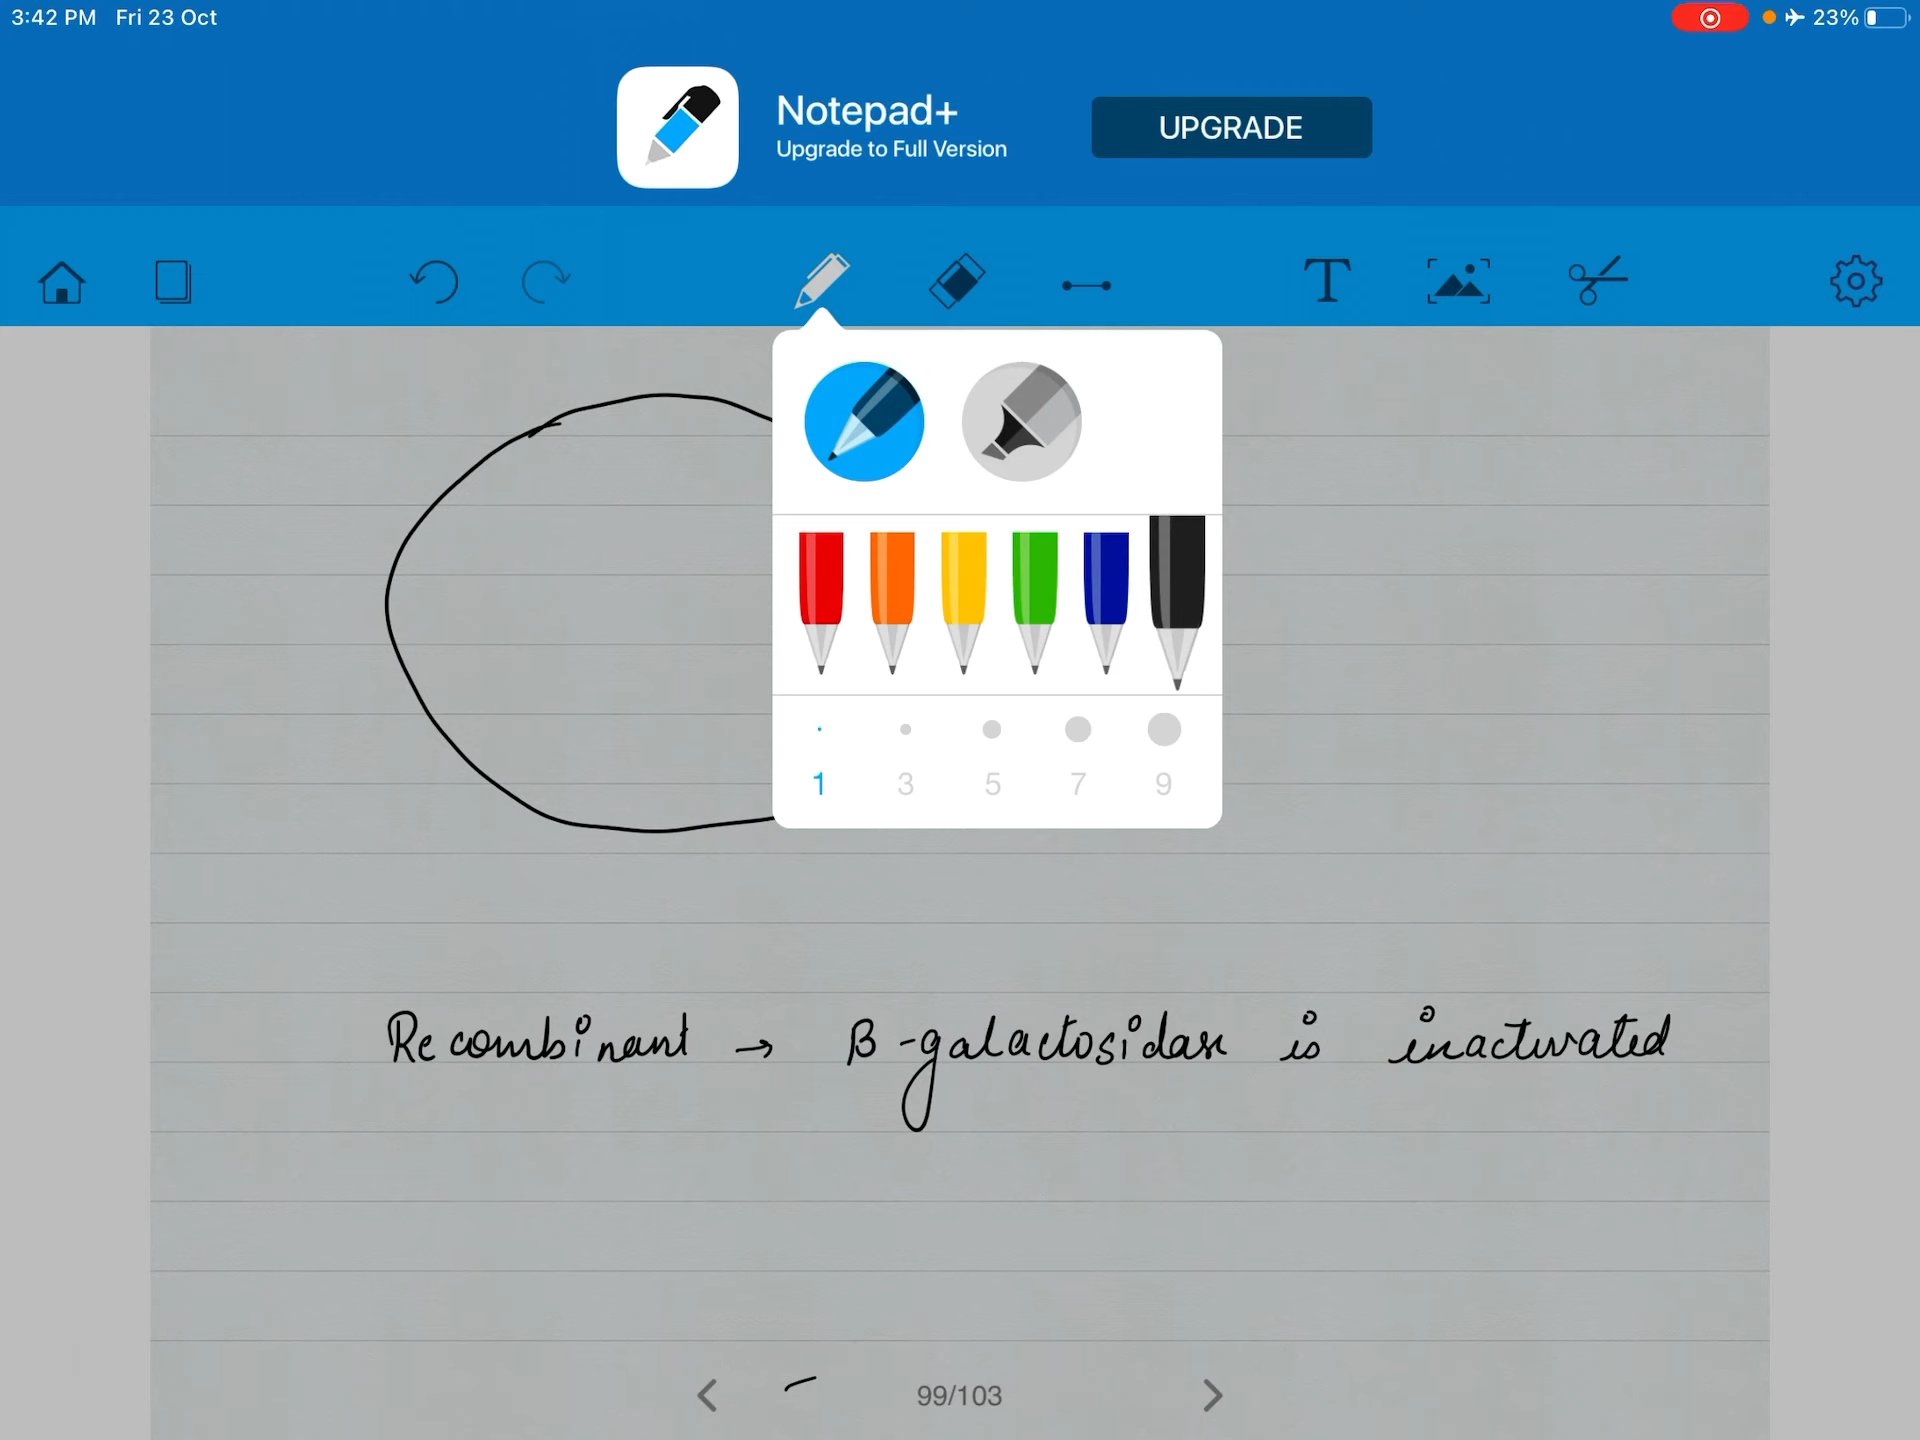 3:42 PM Fri 23 Oct 23%
Notepad+
Upgrade to Full Version
UPGRADE
T
1 3 5 7 9
Recombinant → β-galactosidase is inactivated
99/103